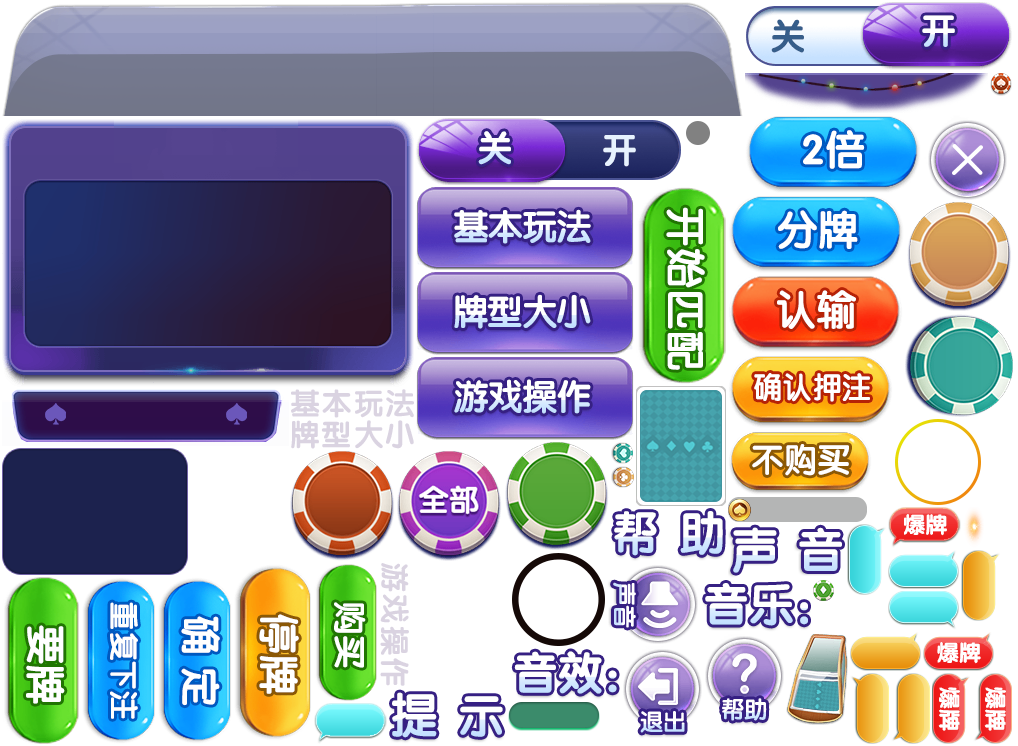 关 开
关 开
2倍
基本玩法
分牌
开始匹配
牌型大小
认输
游戏操作
确认押注
基本玩法
牌型大小
不购买
全部
帮 助
声 音
爆牌
要牌
重复下注
确定
停牌
购买
游戏操作
声音
音乐:
音效:
爆牌
提 示
退出
?
帮助
爆牌
爆牌